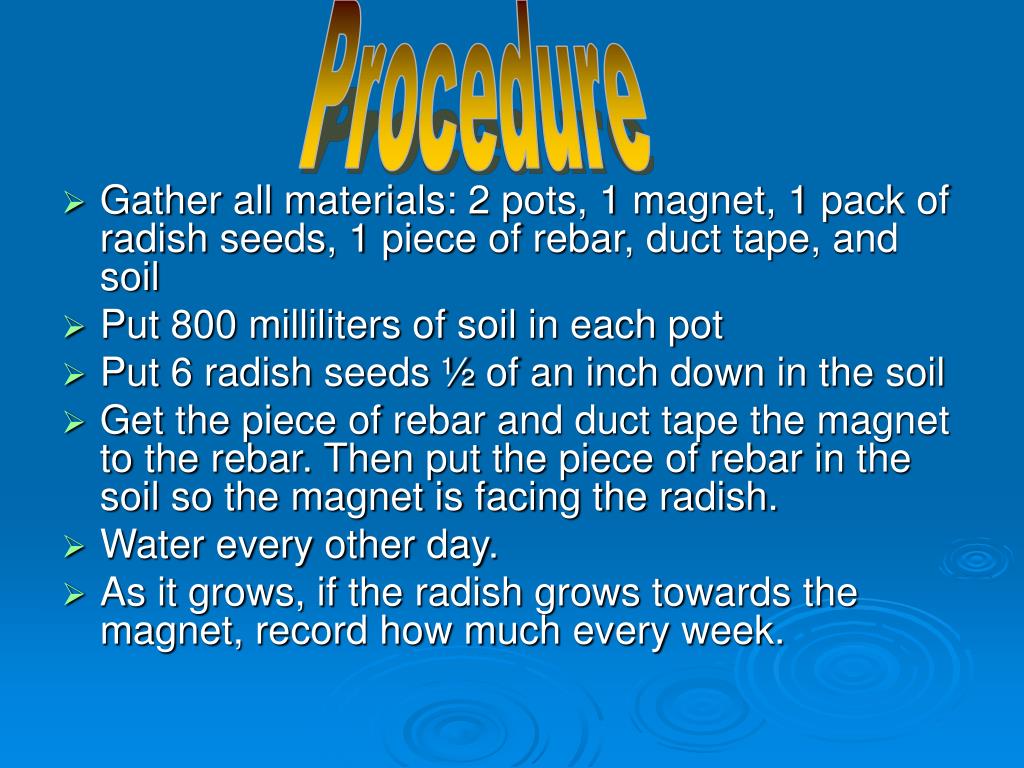 Procedure
➢ Gather all materials: 2 pots, 1 magnet, 1 pack of
radish seeds, 1 piece of rebar, duct tape, and
soil
➢ Put 800 milliliters of soil in each pot
➢ Put 6 radish seeds ½ of an inch down in the soil
➢ Get the piece of rebar and duct tape the magnet
to the rebar. Then put the piece of rebar in the
soil so the magnet is facing the radish.
➢ Water every other day.
➢ As it grows, if the radish grows towards the
magnet, record how much every week.